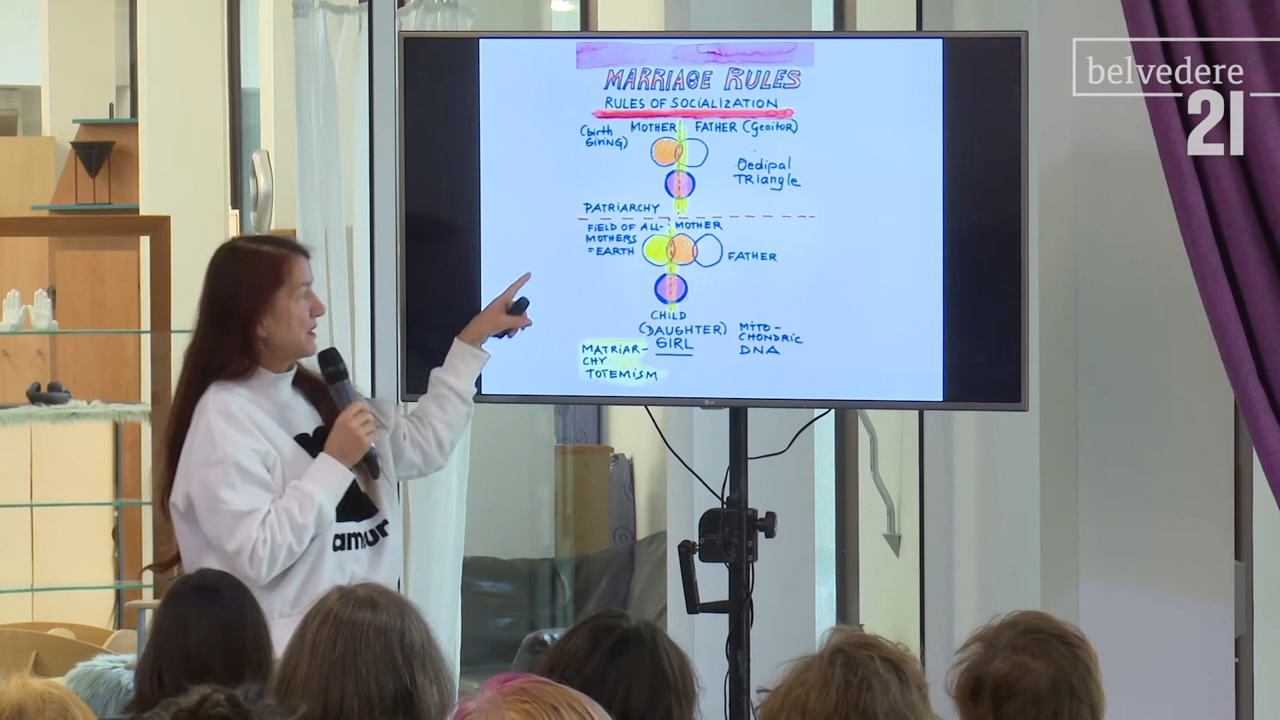 belvedere
21
MARRIAGE RULES
RULES OF SOCIALIZATION
(birth GiViNG)
MOTHER FATHER (Genitor)
Oedipal
TRiangle
PATRIARCHY
FIELD OF ALL-
MOTHERS
=EARTH
MOTHER
FATHER
CHILD
(DAUGHTER)
GIRL
MiTO-
CHONDRIC
DNA
MATRIAR-
CHY
TOTEMISM
LG
amour